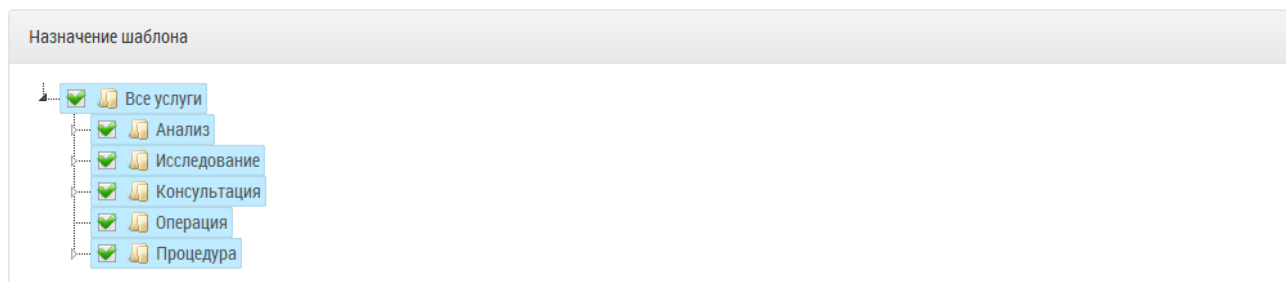 Назначение шаблона
Все услуги
Анализ
Исследование
Консультация
Операция
Процедура